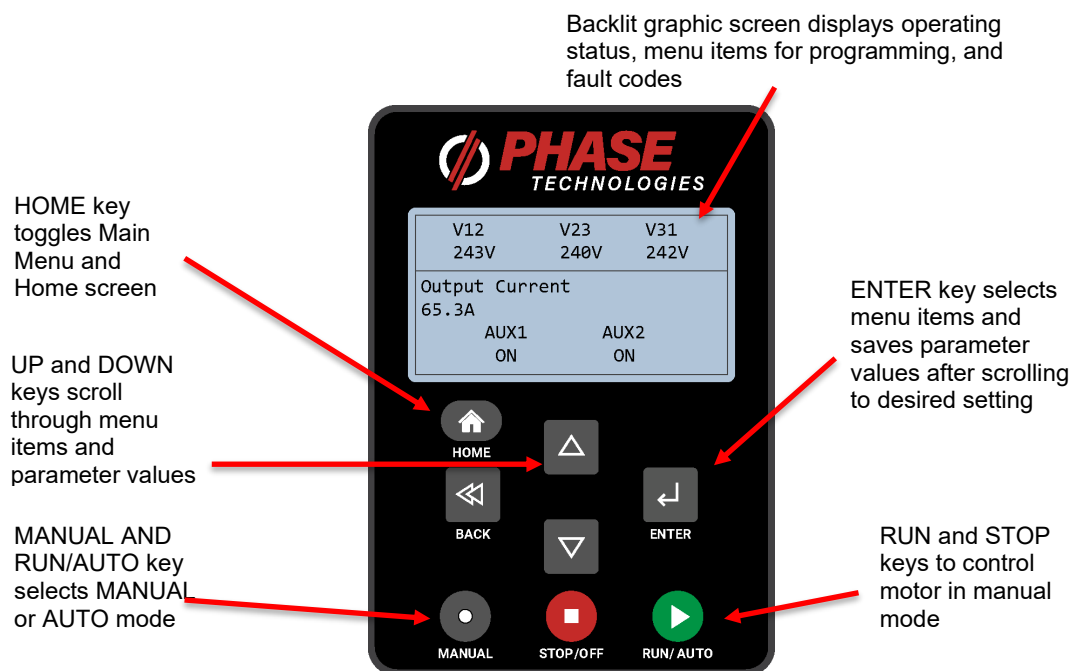 Backlit graphic screen displays operating
status, menu items for programming, and
fault codes
PHASE
TECHNOLOGIES
V12 V23 V31
243V 240V 242V
Output Current
65.3A
AUX1 AUX2
ON ON
HOME key
toggles Main
Menu and
Home screen
UP and DOWN
keys scroll
through menu
items and
parameter values
MANUAL AND
RUN/AUTO key
selects MANUAL
or AUTO mode
ENTER key selects
menu items and
saves parameter
values after scrolling
to desired setting
RUN and STOP
keys to control
motor in manual
mode
HOME
BACK
ENTER
MANUAL
STOP/OFF
RUN/ AUTO